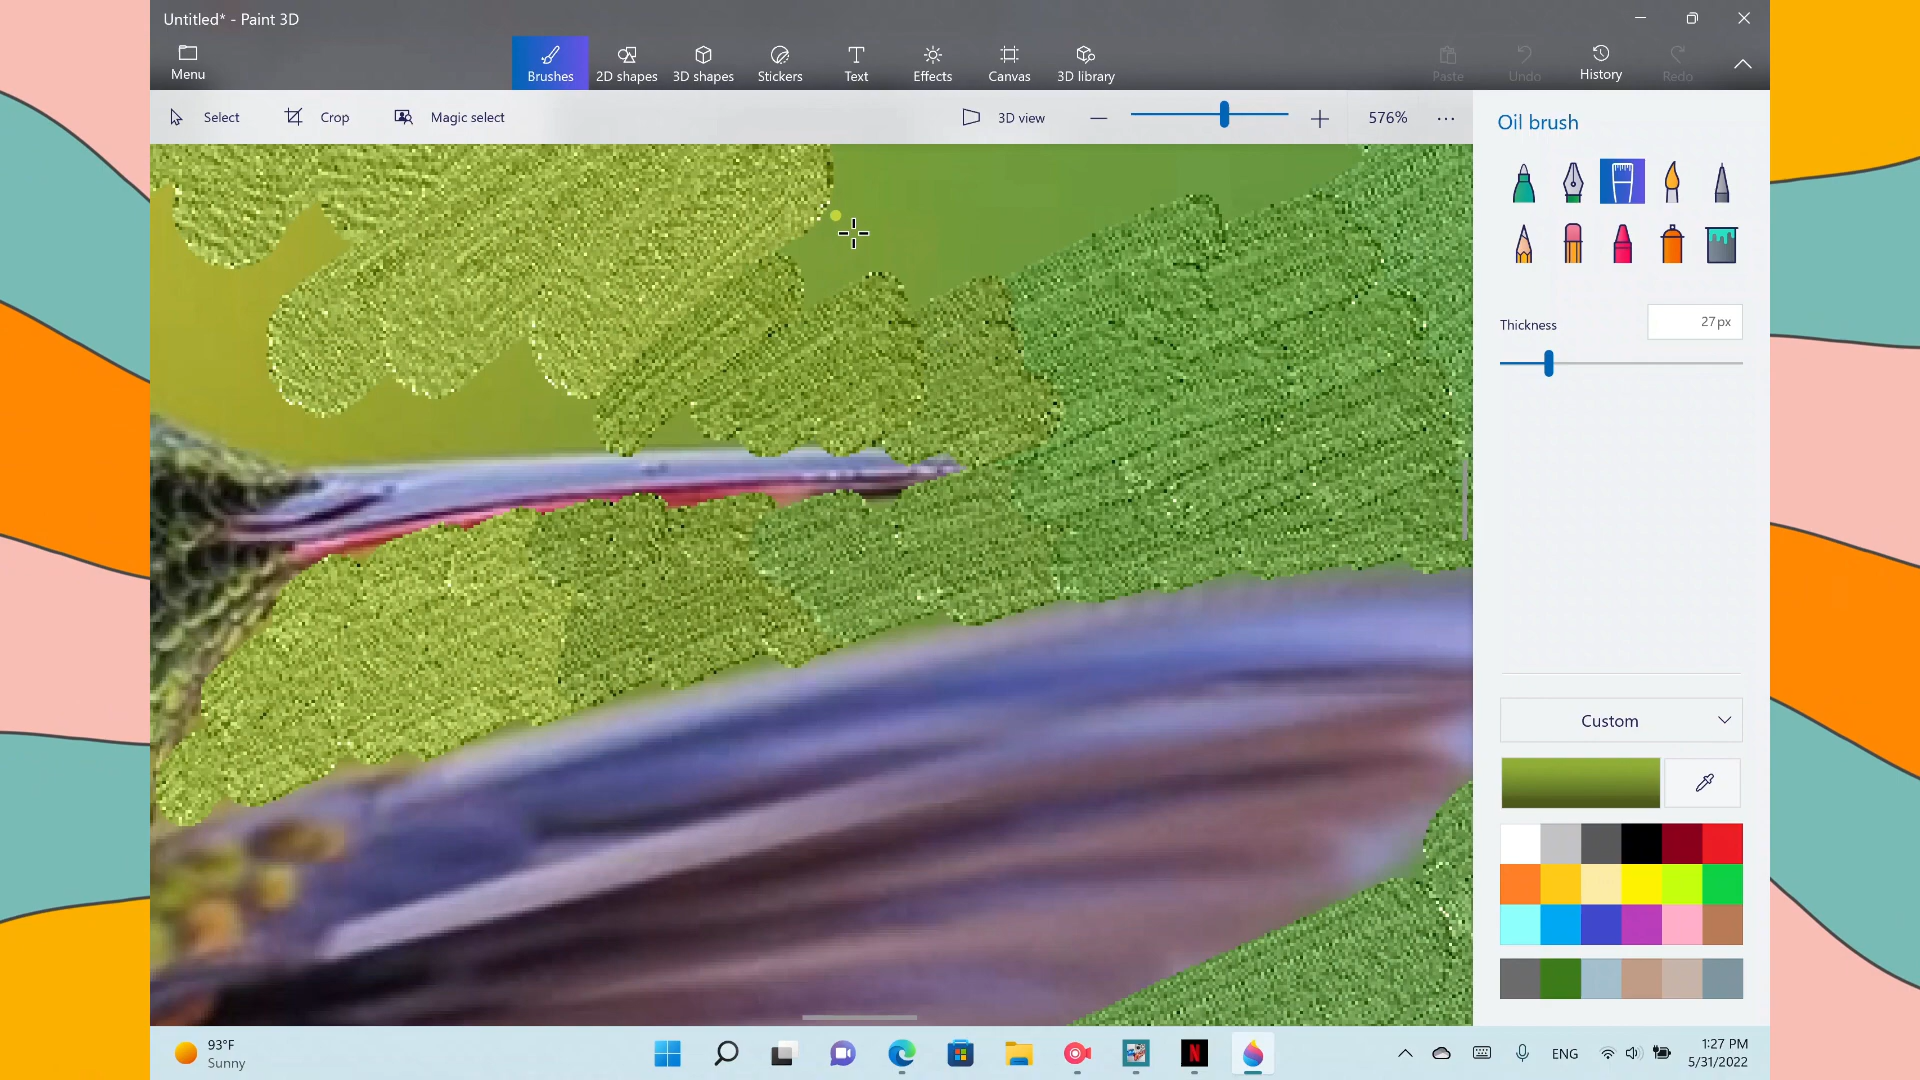 Untitled* - Paint 3D
Menu
Brushes
2D shapes
3D shapes
Stickers
Text
Effects
Canvas
3D library
Paste
Undo
History
Redo
Select
Crop
Magic select
3D view
576%
Oil brush
Thickness
27px
Custom
93°F
Sunny
N
ENG
1:27 PM
5/31/2022